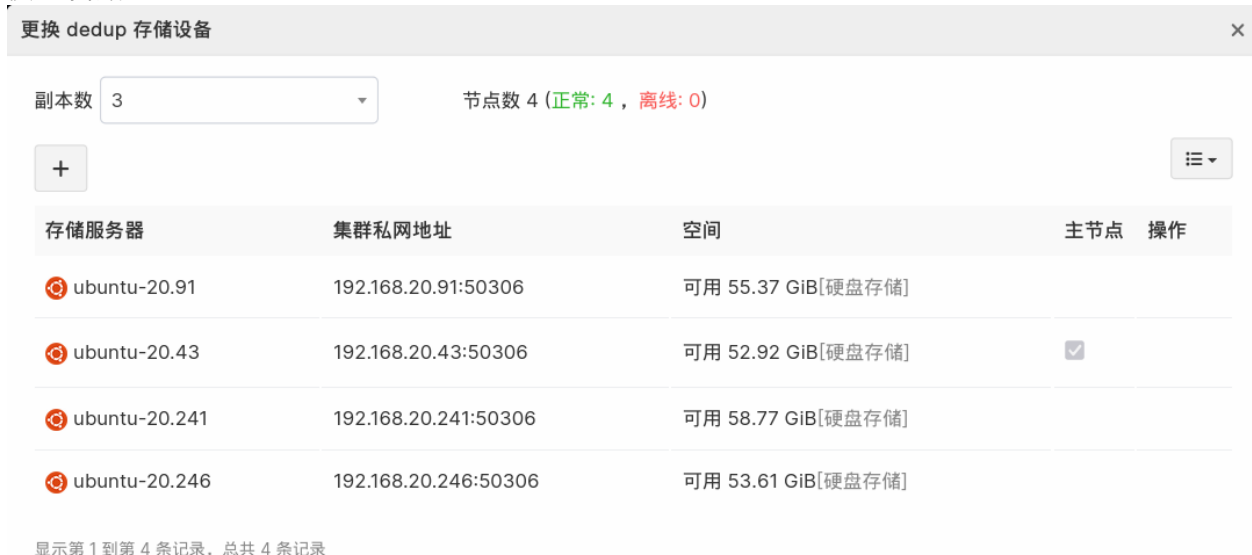 更换 dedup 存储设备 ×
副本数 3 节点数 4 (正常: 4 ，离线: 0)
+
存储服务器 集群私网地址 空间 主节点 操作
ubuntu-20.91 192.168.20.91:50306 可用 55.37 GiB[硬盘存储]
ubuntu-20.43 192.168.20.43:50306 可用 52.92 GiB[硬盘存储]
ubuntu-20.241 192.168.20.241:50306 可用 58.77 GiB[硬盘存储]
ubuntu-20.246 192.168.20.246:50306 可用 53.61 GiB[硬盘存储]
显示第 1 到第 4 条记录，总共 4 条记录